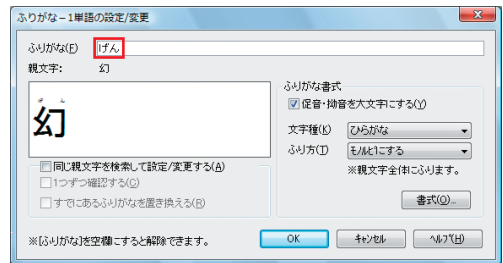 ふりがな－1単語の設定/変更
ふりがな(F) げん
親文字: 幻
げん
幻
同じ親文字を検索して設定/変更する(A)
1つずつ確認する(C)
すでにあるふりがなを置き換える(R)
ふりがな書式
促音・拗音を大文字にする(Y)
文字種(K) ひらがな
ふり方(T) モノルビにする
※親文字全体にふります。
書式(O)...
※[ふりがな]を空欄にすると解除できます。
OK キャンセル ヘルプ(H)